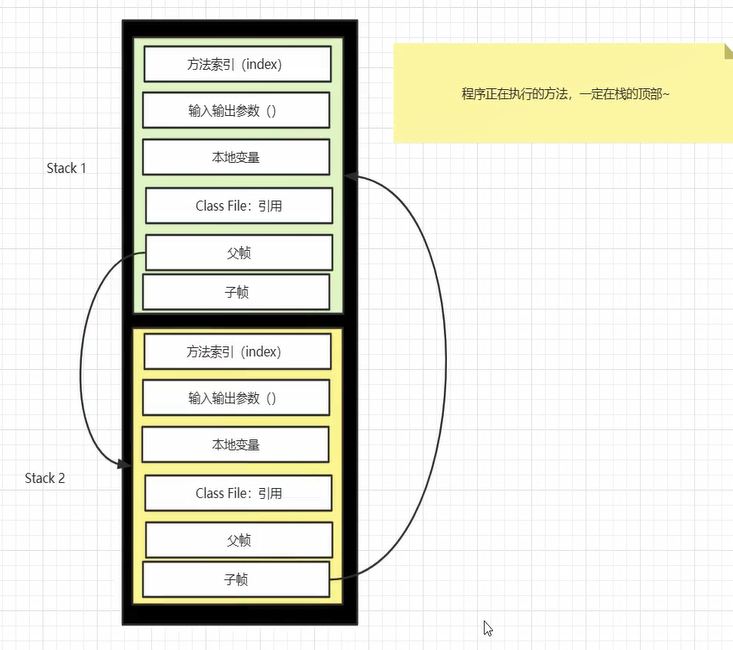 方法索引（index）
输入输出参数（）
本地变量
Class File：引用
父帧
子帧
Stack 1
程序正在执行的方法，一定在栈的顶部~
方法索引（index）
输入输出参数（）
本地变量
Class File：引用
父帧
子帧
Stack 2